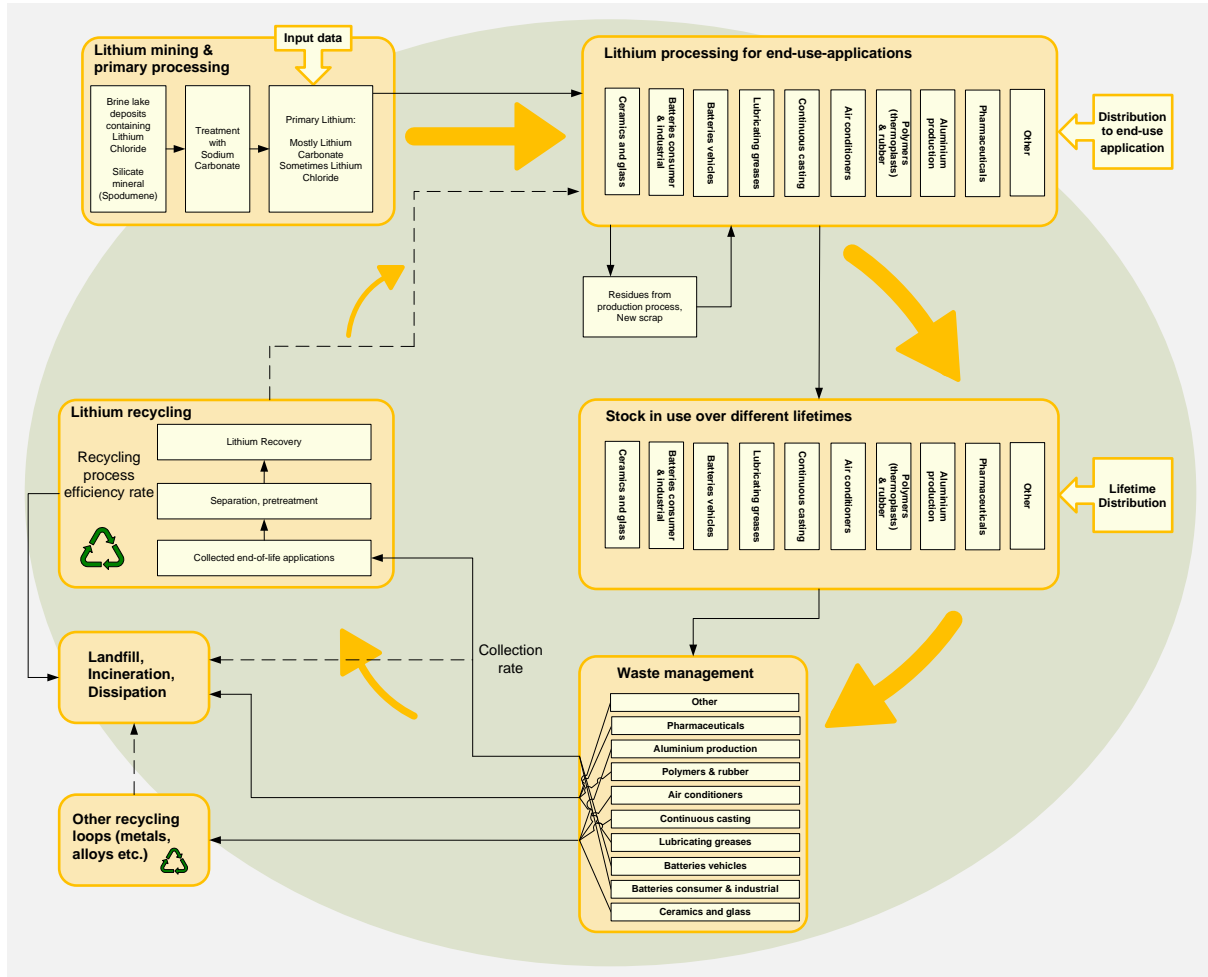 Lithium mining &
primary processing
Input data
Brine lake
deposits
containing
Lithium
Chloride
Silicate
mineral
(Spodumene)
Treatment
with
Sodium
Carbonate
Primary Lithium:
Mostly Lithium
Carbonate
Sometimes Lithium
Chloride
Lithium processing for end-use-applications
Ceramics and glass
Batteries consumer
& industrial
Batteries vehicles
Lubricating greases
Continuous casting
Air conditioners
Polymers
(thermoplasts)
& rubber
Aluminium
production
Pharmaceuticals
Other
Distribution
to end-use
application
Residues from
production process,
New scrap
Lithium recycling
Recycling
process
efficiency rate
Lithium Recovery
Separation, pretreatment
Collected end-of-life applications
Stock in use over different lifetimes
Ceramics and glass
Batteries consumer
& industrial
Batteries vehicles
Lubricating greases
Continuous casting
Air conditioners
Polymers
(thermoplasts)
& rubber
Aluminium
production
Pharmaceuticals
Other
Lifetime
Distribution
Landfill,
Incineration,
Dissipation
Collection
rate
Waste management
Other
Pharmaceuticals
Aluminium production
Polymers & rubber
Air conditioners
Continuous casting
Lubricating greases
Batteries vehicles
Batteries consumer & industrial
Ceramics and glass
Other recycling
loops (metals,
alloys etc.)